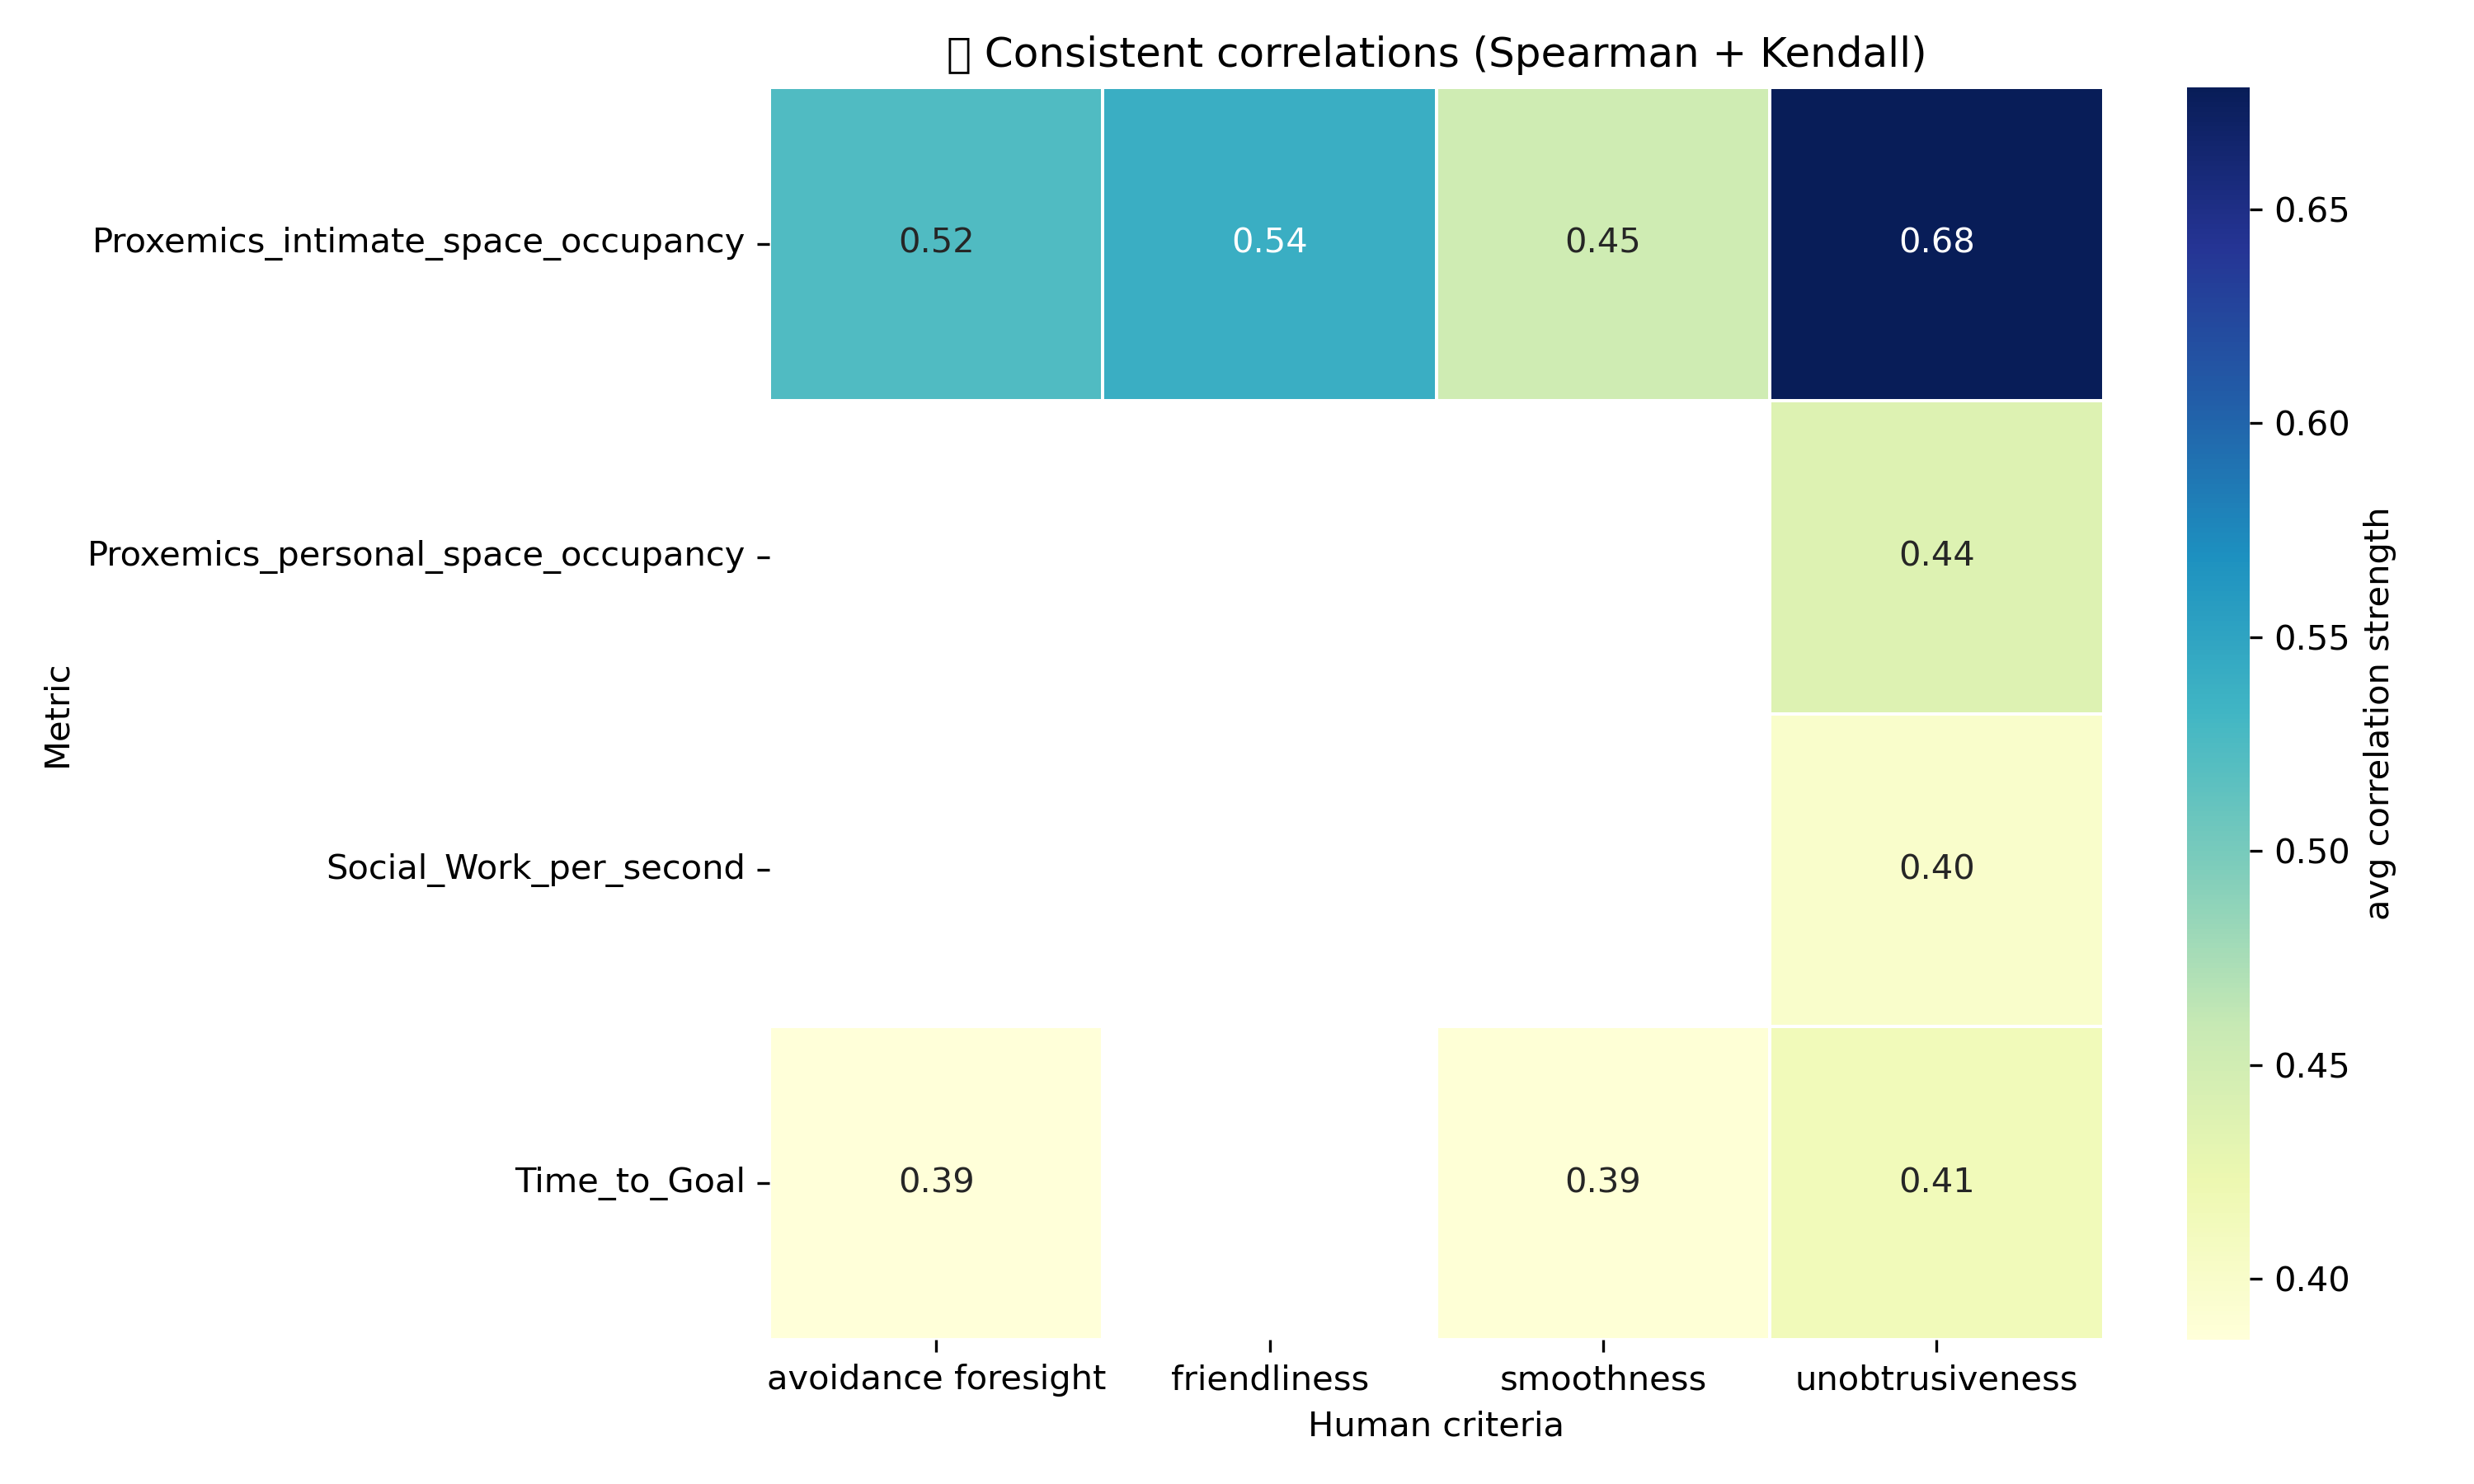 Consistent correlations (Spearman + Kendall)
Proxemics_intimate_space_occupancy
0.52 0.54 0.45 0.68
Proxemics_personal_space_occupancy
0.44
Social_Work_per_second
0.40
Time_to_Goal
0.39 0.39 0.41
Metric
avoidance foresight friendliness smoothness unobtrusiveness
Human criteria
0.65
0.60
0.55
0.50
0.45
0.40
avg correlation strength